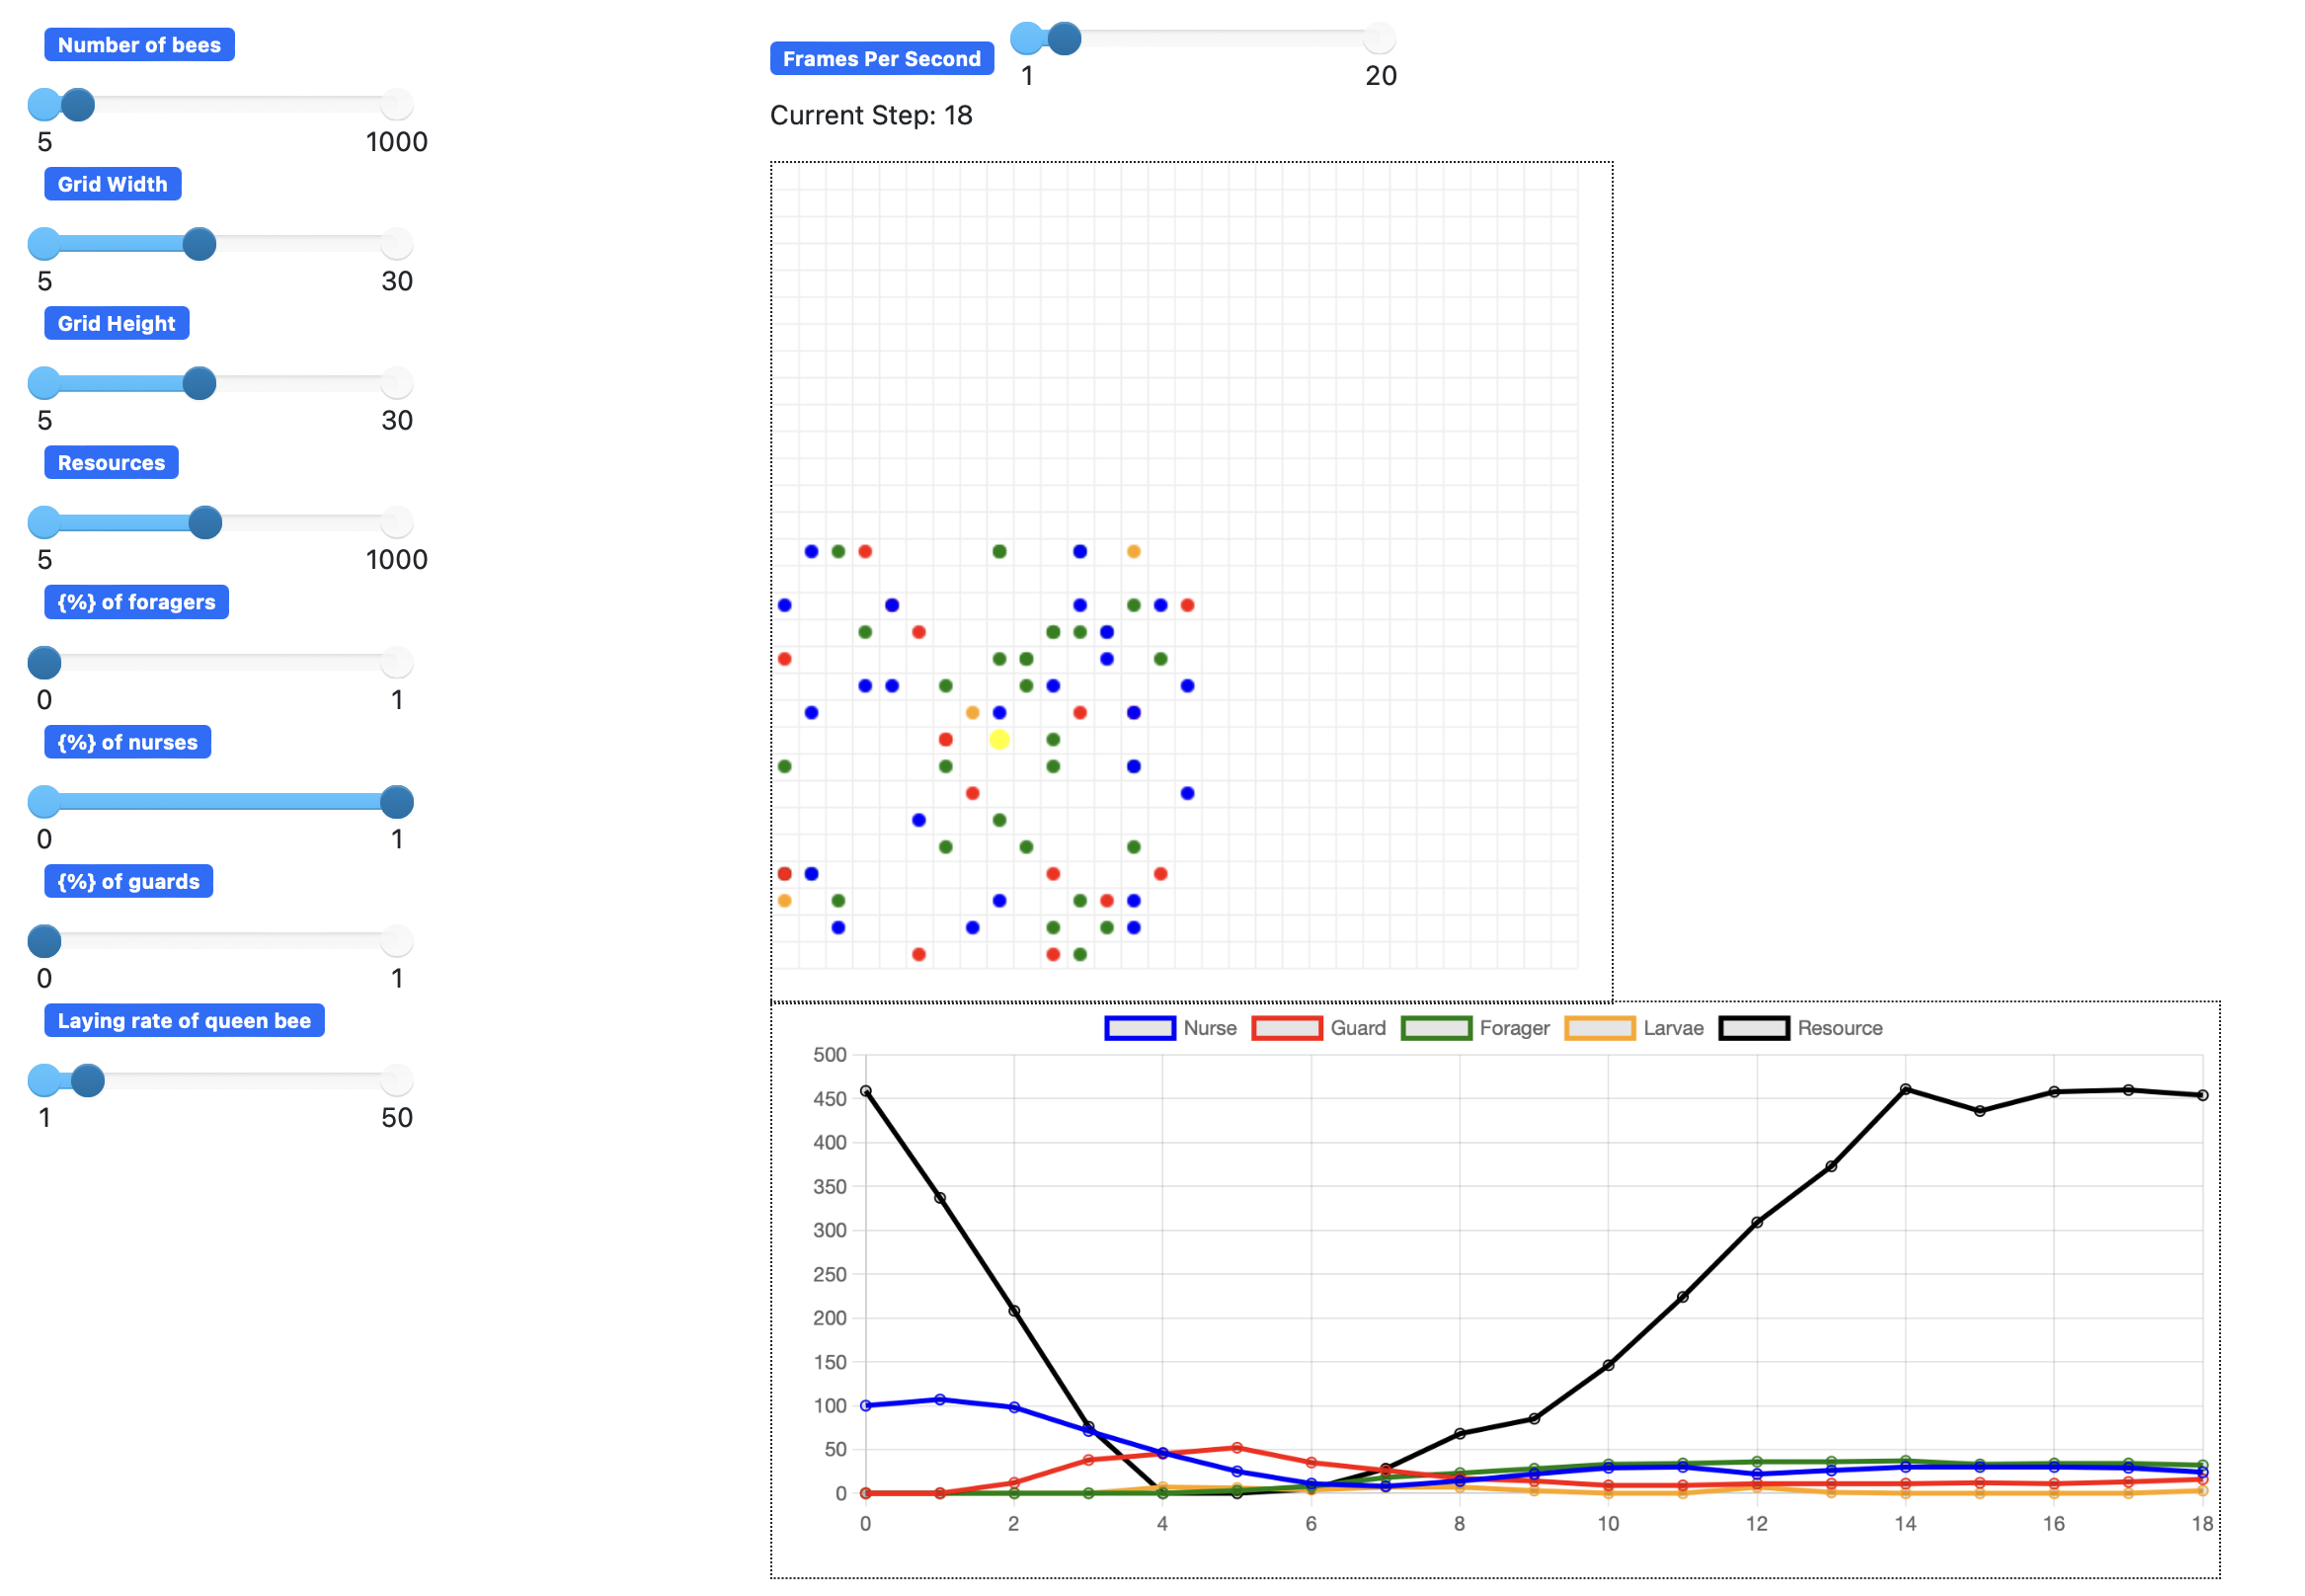 Number of bees
5 1000
Grid Width
5 30
Grid Height
5 30
Resources
5 1000
{%} of foragers
0 1
{%} of nurses
0 1
{%} of guards
0 1
Laying rate of queen bee
1 50
Frames Per Second
1 20
Current Step: 18
Nurse Guard Forager Larvae Resource
500
450
400
350
300
250
200
150
100
50
0
0 2 4 6 8 10 12 14 16 18